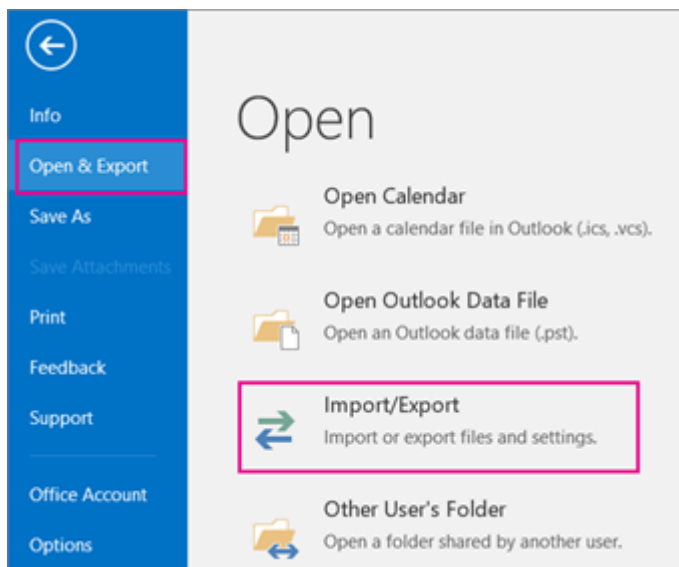 Info
Open & Export
Save As
Save Attachments
Print
Feedback
Support
Office Account
Options
Open
Open Calendar
Open a calendar file in Outlook (.ics, .vcs).
Open Outlook Data File
Open an Outlook data file (.pst).
Import/Export
Import or export files and settings.
Other User's Folder
Open a folder shared by another user.